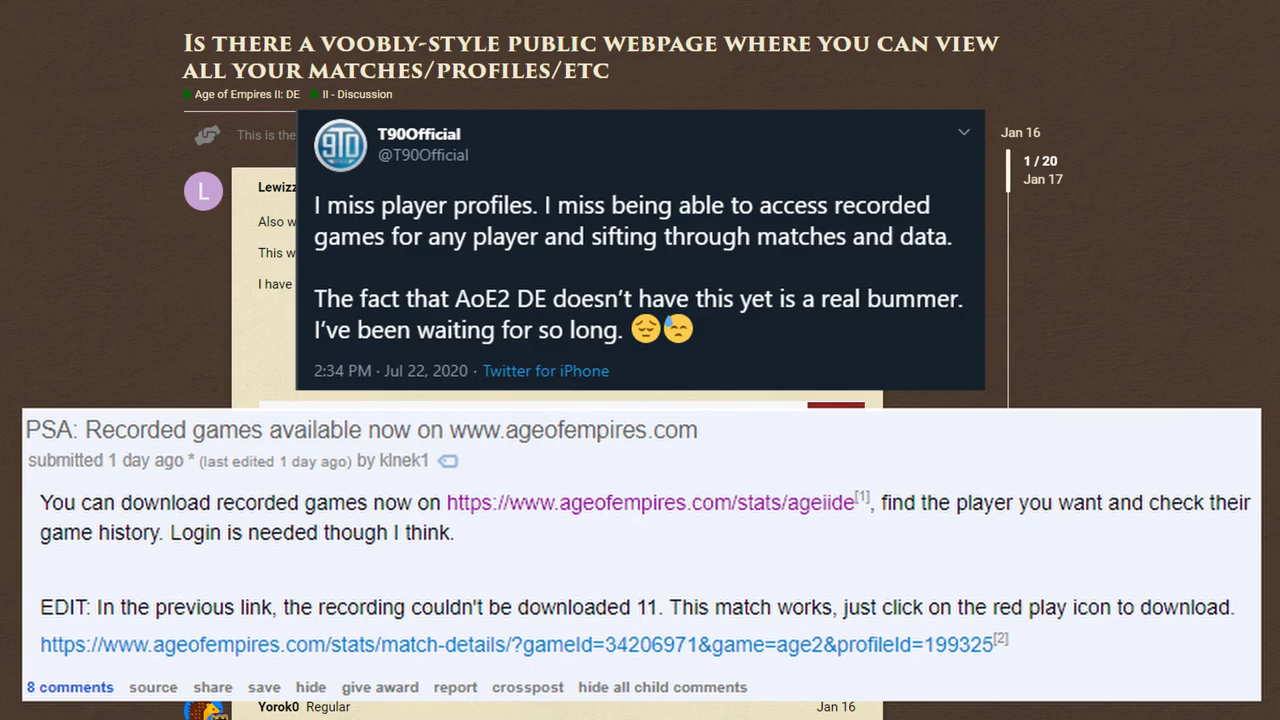 IS THERE A VOOBLY-STYLE PUBLIC WEBPAGE WHERE YOU CAN VIEW
ALL YOUR MATCHES/PROFILES/ETC
Age of Empires II: DE II - Discussion
This is the
Jan 16
1 / 20
Jan 17
L
Lewizz
Also w
This w
I have
9TO
T90Official
@T90Official
I miss player profiles. I miss being able to access recorded
games for any player and sifting through matches and data.
The fact that AoE2 DE doesn't have this yet is a real bummer.
I've been waiting for so long. 😔😓
2:34 PM · Jul 22, 2020 · Twitter for iPhone
PSA: Recorded games available now on www.ageofempires.com
submitted 1 day ago * (last edited 1 day ago) by klnek1
You can download recorded games now on https://www.ageofempires.com/stats/ageiide[1], find the player you want and check their
game history. Login is needed though I think.
EDIT: In the previous link, the recording couldn't be downloaded 11. This match works, just click on the red play icon to download.
https://www.ageofempires.com/stats/match-details/?gameId=34206971&game=age2&profileId=199325[2]
8 comments source share save hide give award report crosspost hide all child comments
Yorok0 Regular Jan 16